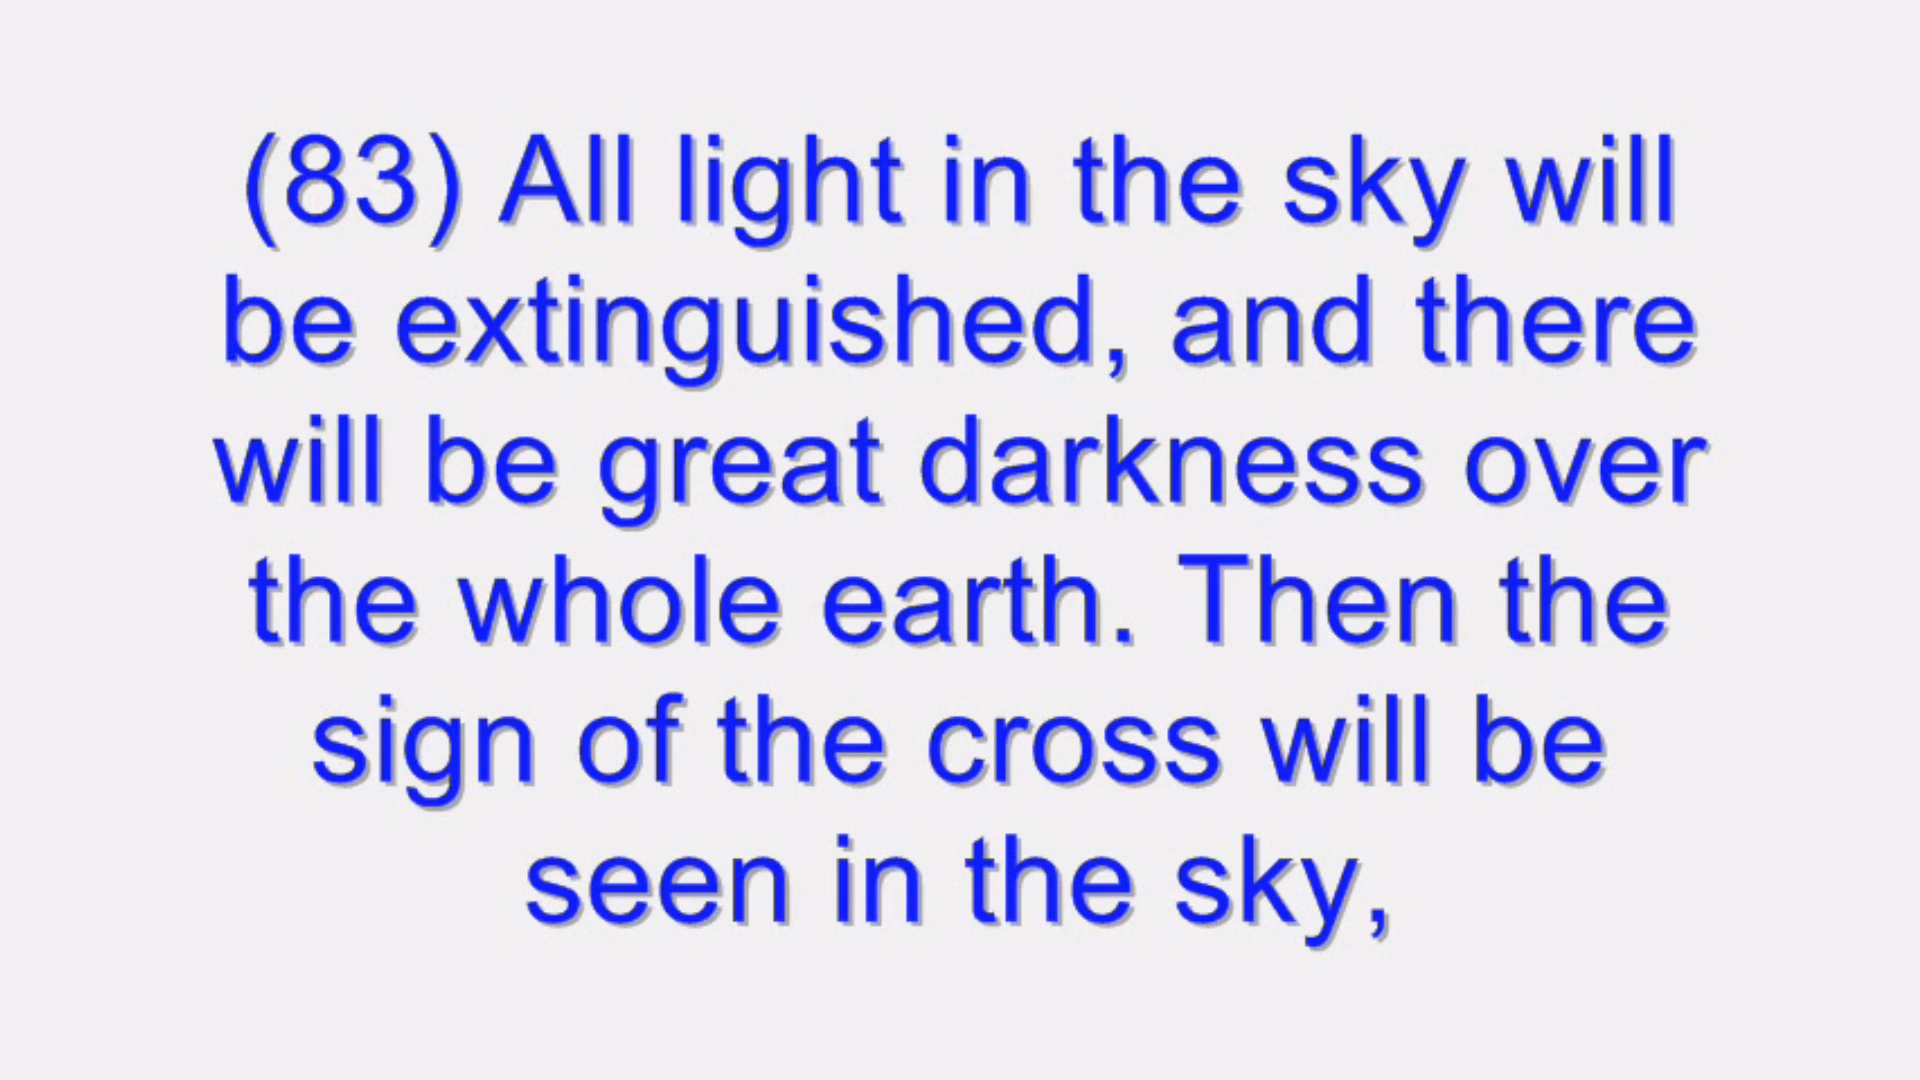 (83) All light in the sky will
be extinguished, and there
will be great darkness over
the whole earth. Then the
sign of the cross will be
seen in the sky,